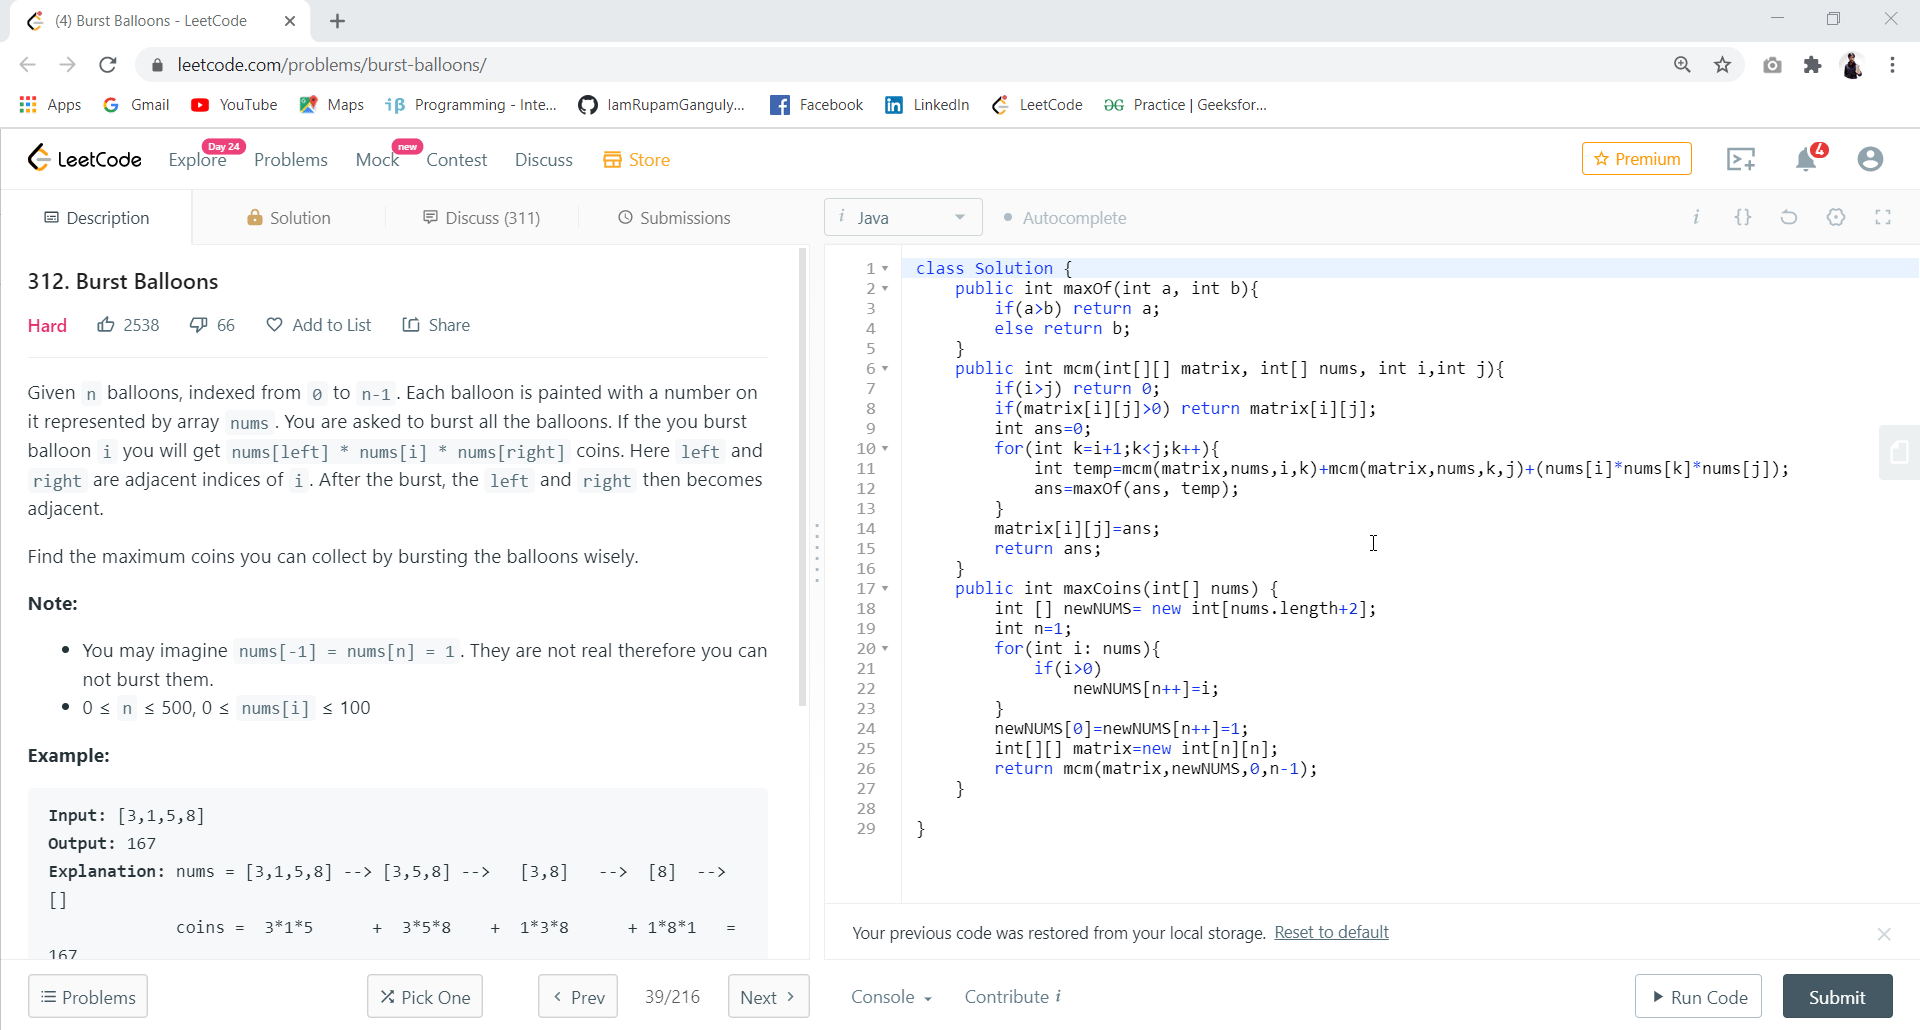 (4) Burst Balloons - LeetCode
leetcode.com/problems/burst-balloons/
Apps Gmail YouTube Maps Programming - Inte... IamRupamGanguly... Facebook LinkedIn LeetCode Practice | Geeksfor...
LeetCode Explore Day 24 Problems Mock new Contest Discuss Store Premium 4
Description Solution Discuss (311) Submissions
i Java Autocomplete i {}
312. Burst Balloons
Hard 2538 66 Add to List Share
Given n balloons, indexed from 0 to n-1. Each balloon is painted with a number on
it represented by array nums. You are asked to burst all the balloons. If the you burst
balloon i you will get nums[left] * nums[i] * nums[right] coins. Here left and
right are adjacent indices of i. After the burst, the left and right then becomes
adjacent.
Find the maximum coins you can collect by bursting the balloons wisely.
Note:
• You may imagine nums[-1] = nums[n] = 1. They are not real therefore you can
not burst them.
• 0 ≤ n ≤ 500, 0 ≤ nums[i] ≤ 100
Example:
Input: [3,1,5,8]
Output: 167
Explanation: nums = [3,1,5,8] --> [3,5,8] --> [3,8] --> [8] -->
[]
coins = 3*1*5 + 3*5*8 + 1*3*8 + 1*8*1 =
167
1 class Solution {
2 public int maxOf(int a, int b){
3 if(a>b) return a;
4 else return b;
5 }
6 public int mcm(int[][] matrix, int[] nums, int i,int j){
7 if(i>j) return 0;
8 if(matrix[i][j]>0) return matrix[i][j];
9 int ans=0;
10 for(int k=i+1;k<j;k++){
11 int temp=mcm(matrix,nums,i,k)+mcm(matrix,nums,k,j)+(nums[i]*nums[k]*nums[j]);
12 ans=maxOf(ans, temp);
13 }
14 matrix[i][j]=ans;
15 return ans;
16 }
17 public int maxCoins(int[] nums) {
18 int [] newNUMS= new int[nums.length+2];
19 int n=1;
20 for(int i: nums){
21 if(i>0)
22 newNUMS[n++]=i;
23 }
24 newNUMS[0]=newNUMS[n++]=1;
25 int[][] matrix=new int[n][n];
26 return mcm(matrix,newNUMS,0,n-1);
27 }
28
29 }
Your previous code was restored from your local storage. Reset to default
Problems Pick One < Prev 39/216 Next > Console Contribute i Run Code Submit